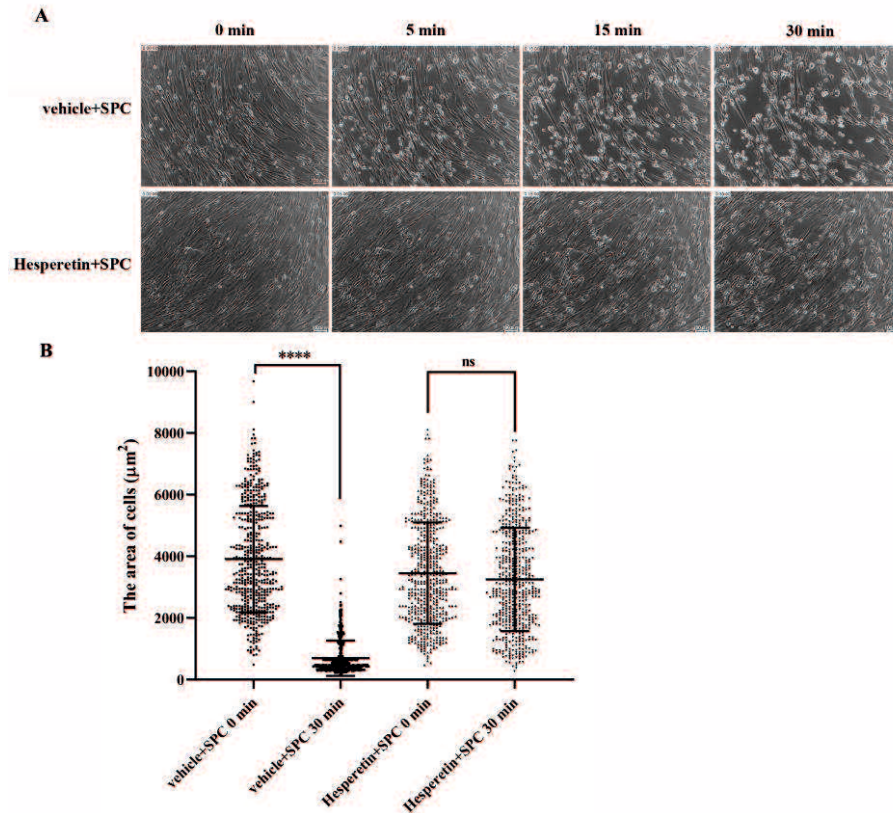 A
0 min 5 min 15 min 30 min
vehicle+SPC
Hesperetin+SPC
B
**** ns
10000
8000
6000
4000
2000
0
The area of cells (μm²)
vehicle+SPC 0 min
vehicle+SPC 30 min
Hesperetin+SPC 0 min
Hesperetin+SPC 30 min